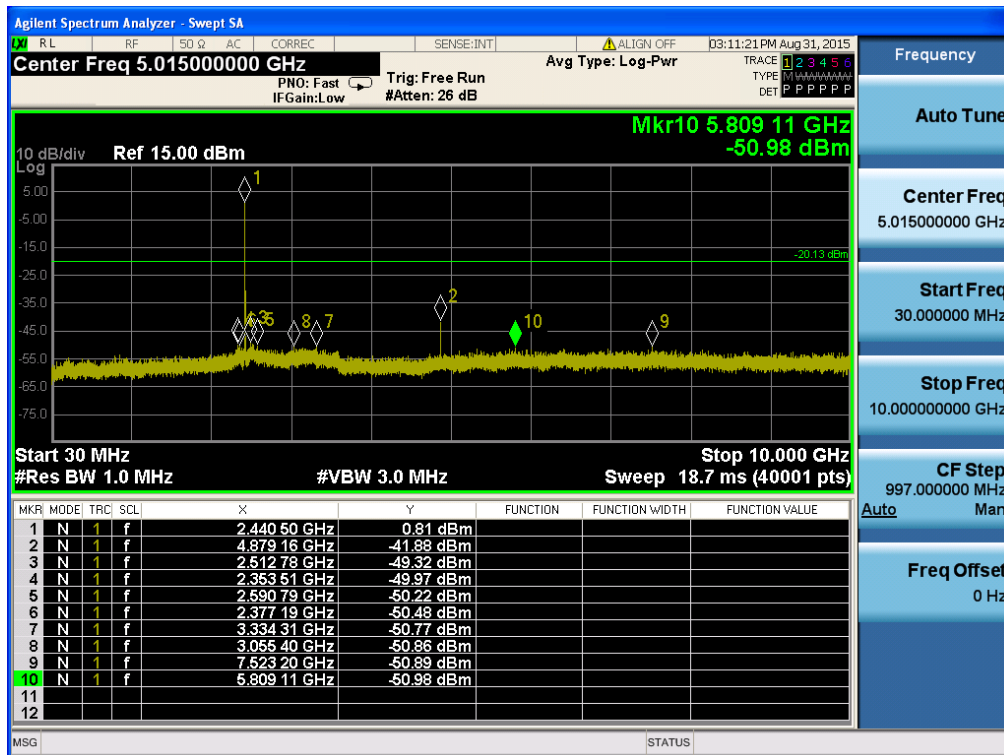 Agilent Spectrum Analyzer - Swept SA
LXI RL RF 50 Ω AC CORREC SENSE:INT ALIGN OFF 03:11:21 PM Aug 31, 2015
Center Freq 5.015000000 GHz
PNO: Fast
IFGain:Low
Trig: Free Run
#Atten: 26 dB
Avg Type: Log-Pwr
TRACE 1 2 3 4 5 6
TYPE M
DET P P P P P P
Mkr10 5.809 11 GHz
-50.98 dBm
10 dB/div Ref 15.00 dBm
Log
5.00
-5.00
-15.0
-25.0
-35.0
-45.0
-55.0
-65.0
-75.0
-20.13 dBm
1
2
3
5
8
7
10
9
Start 30 MHz
Stop 10.000 GHz
#Res BW 1.0 MHz
#VBW 3.0 MHz
Sweep 18.7 ms (40001 pts)
MKR MODE TRC SCL X Y FUNCTION FUNCTION WIDTH FUNCTION VALUE
1 N 1 f 2.440 50 GHz 0.81 dBm
2 N 1 f 4.879 16 GHz -41.88 dBm
3 N 1 f 2.512 78 GHz -49.32 dBm
4 N 1 f 2.353 51 GHz -49.97 dBm
5 N 1 f 2.590 79 GHz -50.22 dBm
6 N 1 f 2.377 19 GHz -50.48 dBm
7 N 1 f 3.334 31 GHz -50.77 dBm
8 N 1 f 3.055 40 GHz -50.86 dBm
9 N 1 f 7.523 20 GHz -50.89 dBm
10 N 1 f 5.809 11 GHz -50.98 dBm
11
12
MSG
STATUS
Frequency
Auto Tune
Center Freq
5.015000000 GHz
Start Freq
30.000000 MHz
Stop Freq
10.000000000 GHz
CF Step
997.000000 MHz
Auto Man
Freq Offset
0 Hz